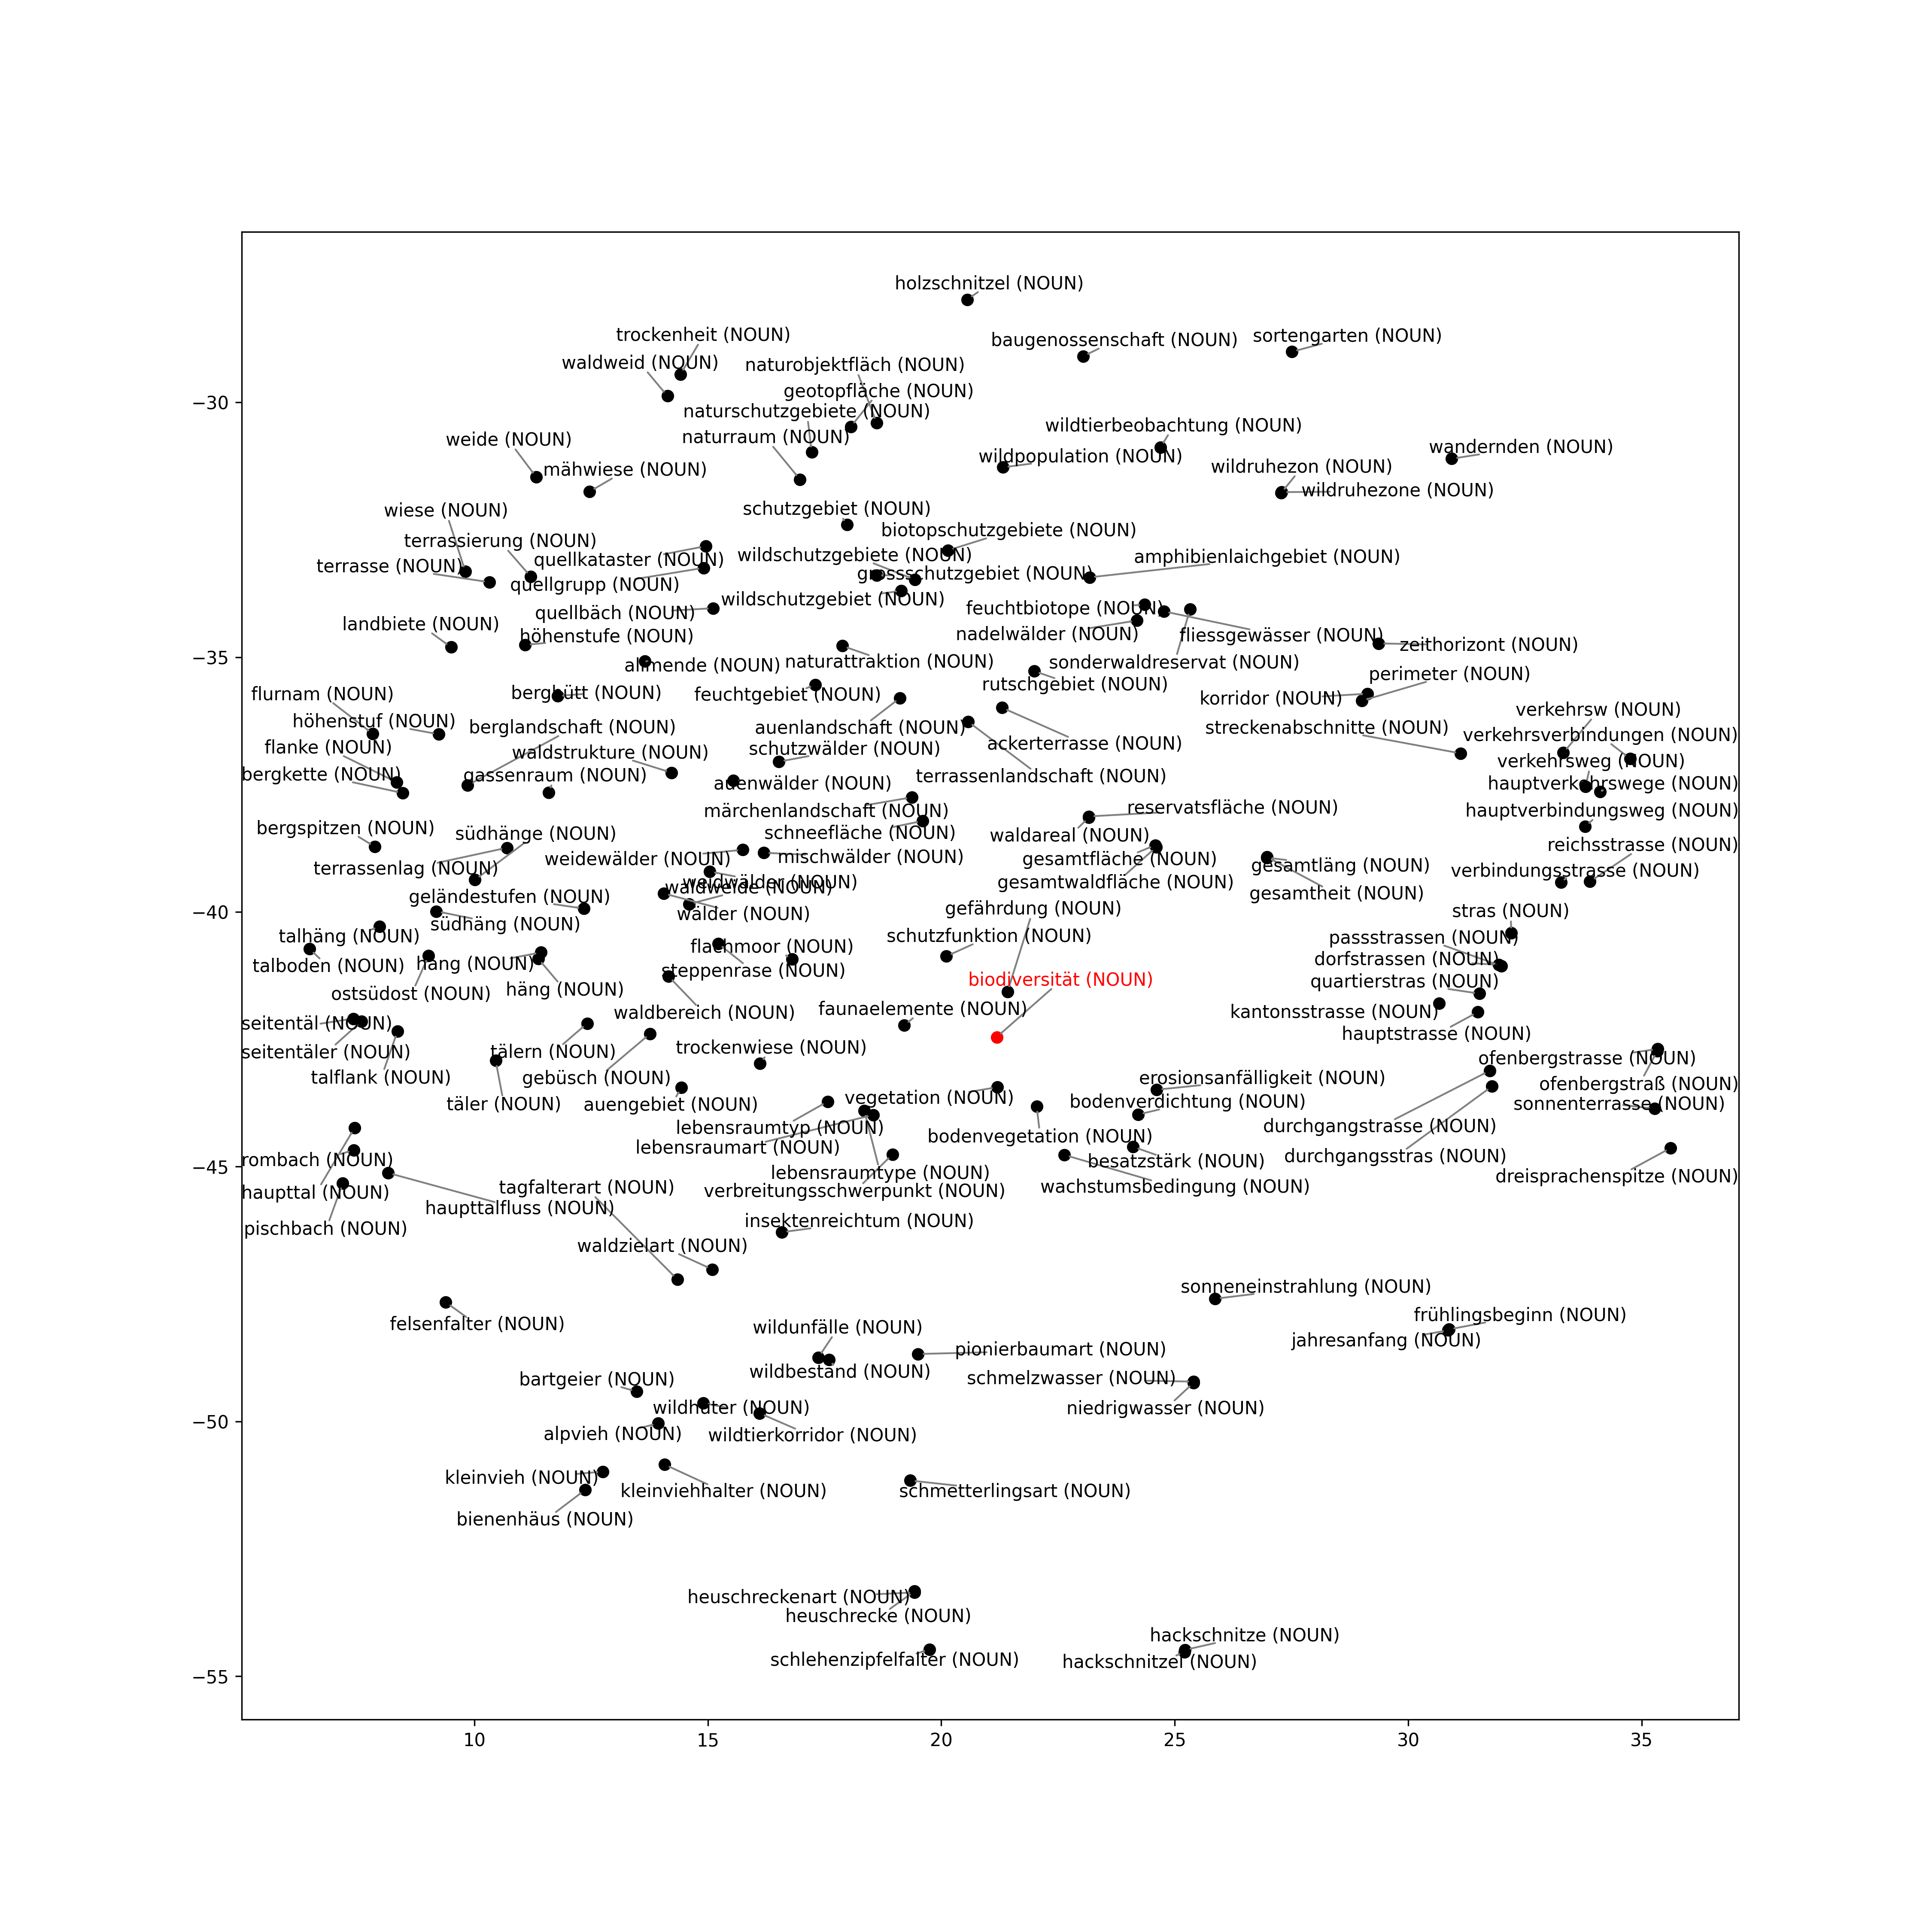 holzschnitzel (NOUN)
trockenheit (NOUN)
baugenossenschaft (NOUN)
sortengarten (NOUN)
waldweid (NOUN)
naturobjektfläch (NOUN)
geotopfläche (NOUN)
−30
naturschutzgebiete (NOUN)
wildtierbeobachtung (NOUN)
weide (NOUN)
naturraum (NOUN)
wandernden (NOUN)
wildpopulation (NOUN)
mähwiese (NOUN)
wildruhezon (NOUN)
wildruhezone (NOUN)
wiese (NOUN)
schutzgebiet (NOUN)
biotopschutzgebiete (NOUN)
terrassierung (NOUN)
quellkataster (NOUN)
wildschutzgebiete (NOUN)
amphibienlaichgebiet (NOUN)
terrasse (NOUN)
grossschutzgebiet (NOUN)
quellgrupp (NOUN)
wildschutzgebiet (NOUN)
quellbäch (NOUN)
feuchtbiotope (NOUN)
landbiete (NOUN)
höhenstufe (NOUN)
nadelwälder (NOUN)
fliessgewässer (NOUN)
zeithorizont (NOUN)
−35
allmende (NOUN)
naturattraktion (NOUN)
sonderwaldreservat (NOUN)
perimeter (NOUN)
rutschgebiet (NOUN)
flurnam (NOUN)
berghütt (NOUN)
feuchtgebiet (NOUN)
korridor (NOUN)
verkehrsw (NOUN)
höhenstuf (NOUN)
berglandschaft (NOUN)
auenlandschaft (NOUN)
streckenabschnitte (NOUN)
verkehrsverbindungen (NOUN)
flanke (NOUN)
waldstrukture (NOUN)
schutzwälder (NOUN)
ackerterrasse (NOUN)
verkehrsweg (NOUN)
bergkette (NOUN)
gassenraum (NOUN)
auenwälder (NOUN)
terrassenlandschaft (NOUN)
hauptverkehrswege (NOUN)
märchenlandschaft (NOUN)
reservatsfläche (NOUN)
hauptverbindungsweg (NOUN)
bergspitzen (NOUN)
südhänge (NOUN)
schneefläche (NOUN)
waldareal (NOUN)
reichsstrasse (NOUN)
weidewälder (NOUN)
mischwälder (NOUN)
gesamtfläche (NOUN)
gesamtläng (NOUN)
terrassenlag (NOUN)
verbindungsstrasse (NOUN)
weidwälder (NOUN)
waldweide (NOUN)
gesamtwaldfläche (NOUN)
gesamtheit (NOUN)
geländestufen (NOUN)
−40
wälder (NOUN)
gefährdung (NOUN)
stras (NOUN)
südhäng (NOUN)
talhäng (NOUN)
flachmoor (NOUN)
schutzfunktion (NOUN)
passstrassen (NOUN)
talboden (NOUN)
hang (NOUN)
steppenrase (NOUN)
dorfstrassen (NOUN)
biodiversität (NOUN)
quartierstras (NOUN)
ostsüdost (NOUN)
häng (NOUN)
waldbereich (NOUN)
faunaelemente (NOUN)
kantonsstrasse (NOUN)
seitentäl (NOUN)
hauptstrasse (NOUN)
seitentäler (NOUN)
tälern (NOUN)
trockenwiese (NOUN)
ofenbergstrasse (NOUN)
talflank (NOUN)
gebüsch (NOUN)
erosionsanfälligkeit (NOUN)
ofenbergstraß (NOUN)
täler (NOUN)
auengebiet (NOUN)
vegetation (NOUN)
bodenverdichtung (NOUN)
sonnenterrasse (NOUN)
lebensraumtyp (NOUN)
durchgangstrasse (NOUN)
bodenvegetation (NOUN)
lebensraumart (NOUN)
durchgangsstras (NOUN)
rombach (NOUN)
−45
besatzstärk (NOUN)
lebensraumtype (NOUN)
dreisprachenspitze (NOUN)
haupttal (NOUN)
tagfalterart (NOUN)
verbreitungsschwerpunkt (NOUN)
wachstumsbedingung (NOUN)
haupttalfluss (NOUN)
pischbach (NOUN)
insektenreichtum (NOUN)
waldzielart (NOUN)
sonneneinstrahlung (NOUN)
felsenfalter (NOUN)
wildunfälle (NOUN)
frühlingsbeginn (NOUN)
jahresanfang (NOUN)
pionierbaumart (NOUN)
bartgeier (NOUN)
wildbestand (NOUN)
schmelzwasser (NOUN)
wildhüter (NOUN)
niedrigwasser (NOUN)
−50
alpvieh (NOUN)
wildtierkorridor (NOUN)
kleinvieh (NOUN)
kleinviehhalter (NOUN)
schmetterlingsart (NOUN)
bienenhäus (NOUN)
heuschreckenart (NOUN)
heuschrecke (NOUN)
hackschnitze (NOUN)
schlehenzipfelfalter (NOUN)
hackschnitzel (NOUN)
−55
10 15 20 25 30 35